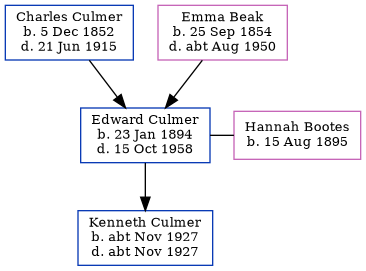 Charles Culmer
b. 5 Dec 1852
d. 21 Jun 1915
Emma Beak
b. 25 Sep 1854
d. abt Aug 1950
Edward Culmer
b. 23 Jan 1894
d. 15 Oct 1958
Hannah Bootes
b. 15 Aug 1895
Kenneth Culmer
b. abt Nov 1927
d. abt Nov 1927